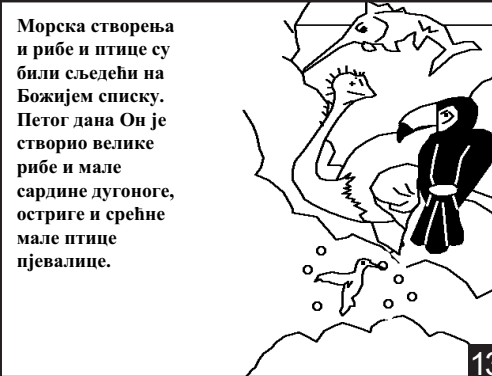 Морска створења
и рибе и птице су
били сљедећи на
Божијем списку.
Петог дана Он је
створио велике
рибе и мале
сардине дугоноге,
остриге и срећне
мале птице
пјевалице.
13